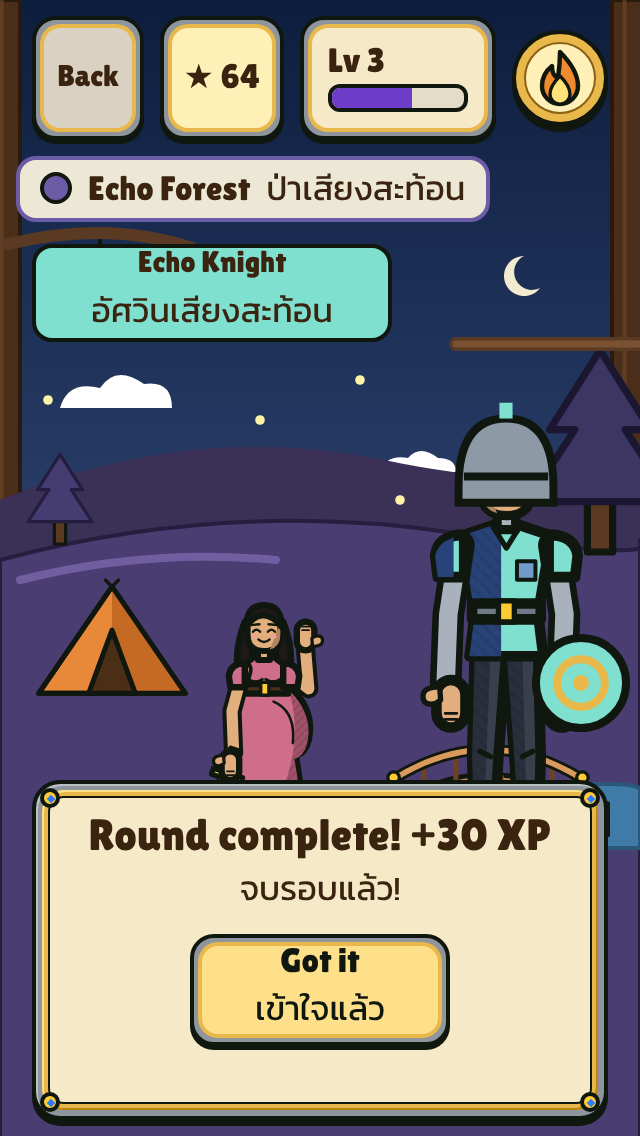 Back
★ 64
Lv 3
Echo Forest ป่าเสียงสะท้อน
Echo Knight
อัศวินเสียงสะท้อน
Round complete! +30 XP
จบรอบแล้ว!
Got it
เข้าใจแล้ว